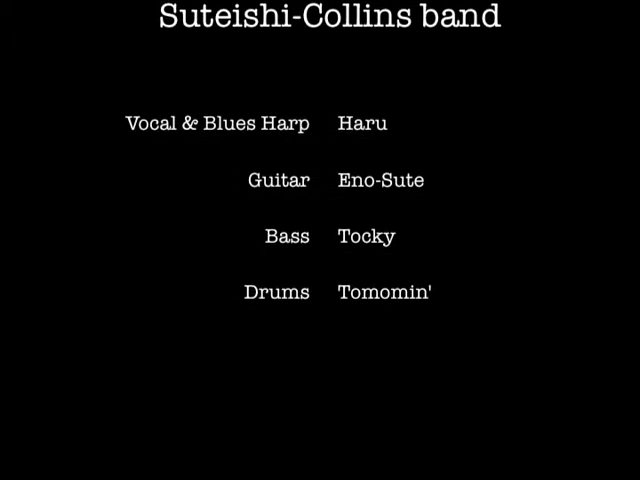 Suteishi-Collins band
Vocal & Blues Harp Haru
Guitar Eno-Sute
Bass Tocky
Drums Tomomin'